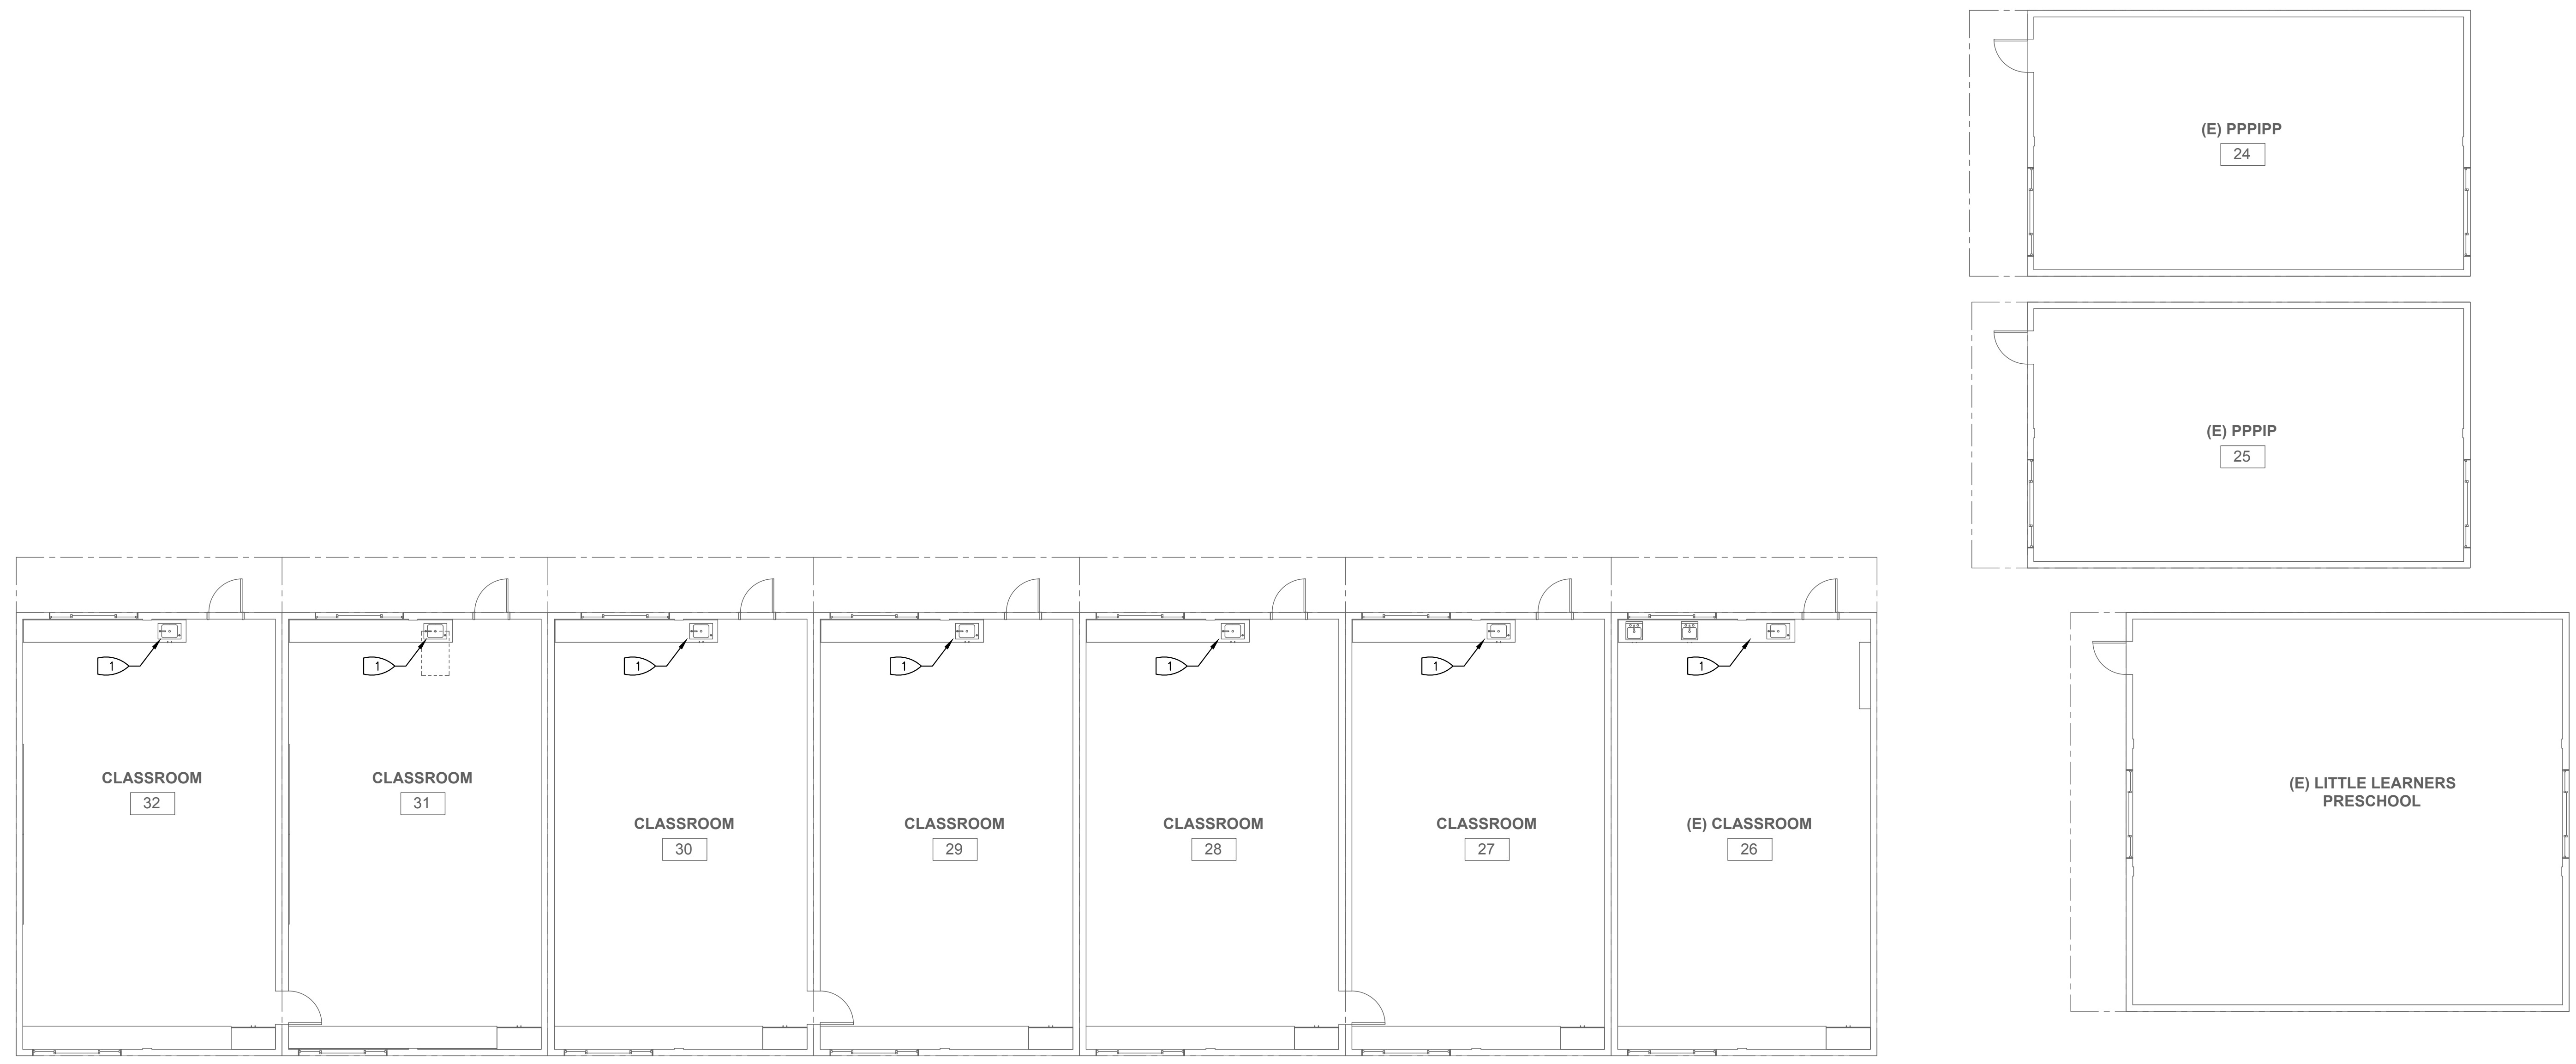 (E) PPPIPP
24
(E) PPPIP
25
1
1
1
1
1
1
1
CLASSROOM
32
CLASSROOM
31
CLASSROOM
30
CLASSROOM
29
CLASSROOM
28
CLASSROOM
27
(E) CLASSROOM
26
(E) LITTLE LEARNERS
PRESCHOOL